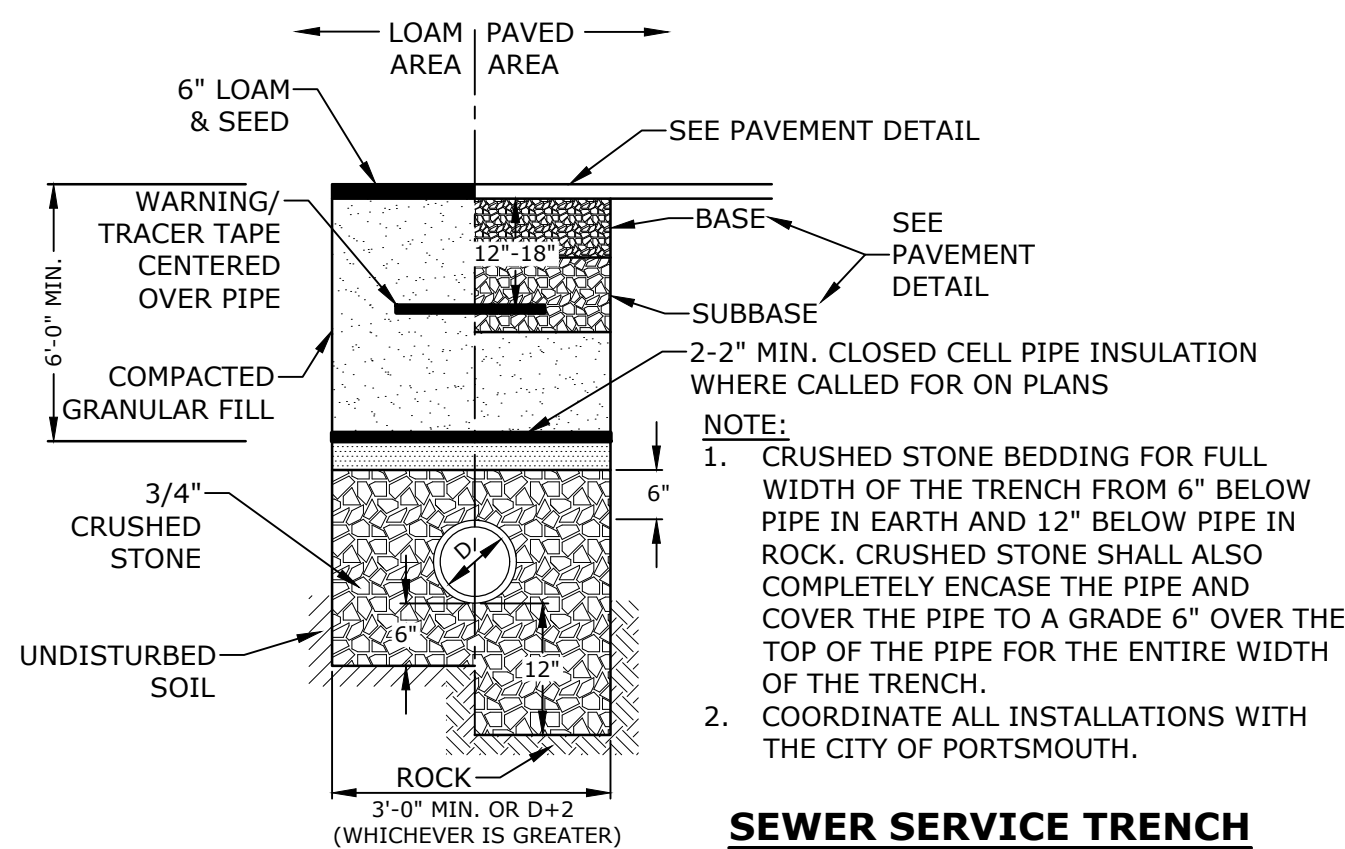 LOAM AREA
PAVED AREA
6" LOAM
& SEED
SEE PAVEMENT DETAIL
WARNING/
TRACER TAPE
CENTERED
OVER PIPE
BASE
SEE
PAVEMENT
DETAIL
12"-18"
SUBBASE
6'-0" MIN.
2-2" MIN. CLOSED CELL PIPE INSULATION
WHERE CALLED FOR ON PLANS
COMPACTED
GRANULAR FILL
NOTE:
1. CRUSHED STONE BEDDING FOR FULL
WIDTH OF THE TRENCH FROM 6" BELOW
PIPE IN EARTH AND 12" BELOW PIPE IN
ROCK. CRUSHED STONE SHALL ALSO
COMPLETELY ENCASE THE PIPE AND
COVER THE PIPE TO A GRADE 6" OVER THE
TOP OF THE PIPE FOR THE ENTIRE WIDTH
OF THE TRENCH.
2. COORDINATE ALL INSTALLATIONS WITH
THE CITY OF PORTSMOUTH.
3/4"
CRUSHED
STONE
6"
D
6"
12"
UNDISTURBED
SOIL
ROCK
3'-0" MIN. OR D+2
(WHICHEVER IS GREATER)
SEWER SERVICE TRENCH